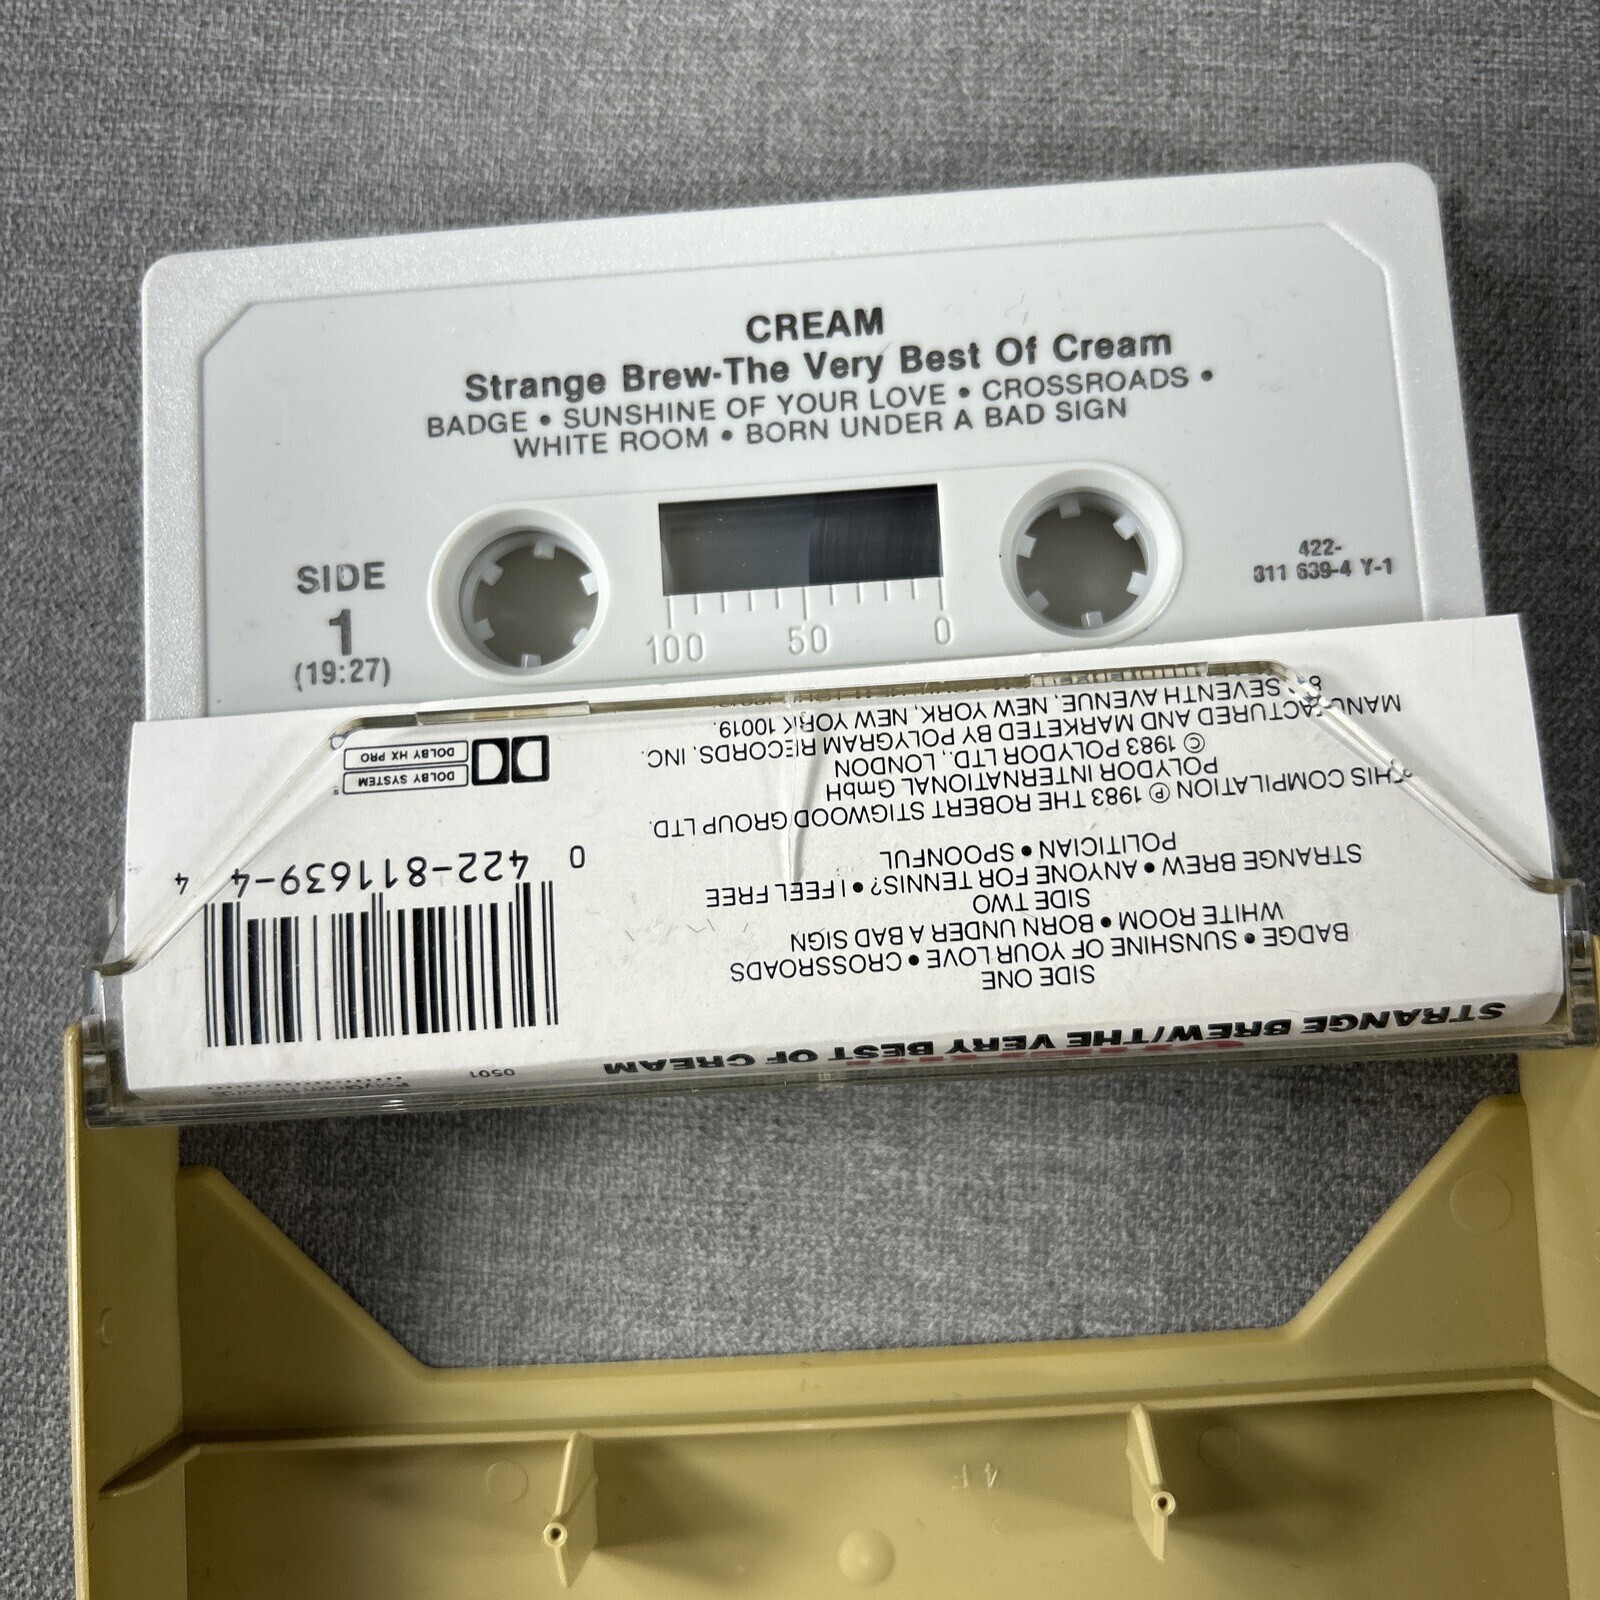 CREAM
Strange Brew-The Very Best Of Cream
BADGE • SUNSHINE OF YOUR LOVE • CROSSROADS •
WHITE ROOM • BORN UNDER A BAD SIGN
SIDE
1
(19:27)
100 50 0
422-
811 639-4 Y-1
STRANGE BREW/THE VERY BEST OF CREAM
0501
SIDE ONE
BADGE • SUNSHINE OF YOUR LOVE • CROSSROADS
WHITE ROOM • BORN UNDER A BAD SIGN
SIDE TWO
STRANGE BREW • ANYONE FOR TENNIS? • I FEEL FREE
POLITICIAN • SPOONFUL
THIS COMPILATION ℗ 1983 THE ROBERT STIGWOOD GROUP LTD.
POLYDOR INTERNATIONAL GmbH
© 1983 POLYDOR LTD., LONDON
MANUFACTURED AND MARKETED BY POLYGRAM RECORDS, INC.
SEVENTH AVENUE, NEW YORK, NEW YORK 10019.
0 422-811639-4 4
DOLBY SYSTEM
DOLBY HX PRO
4F